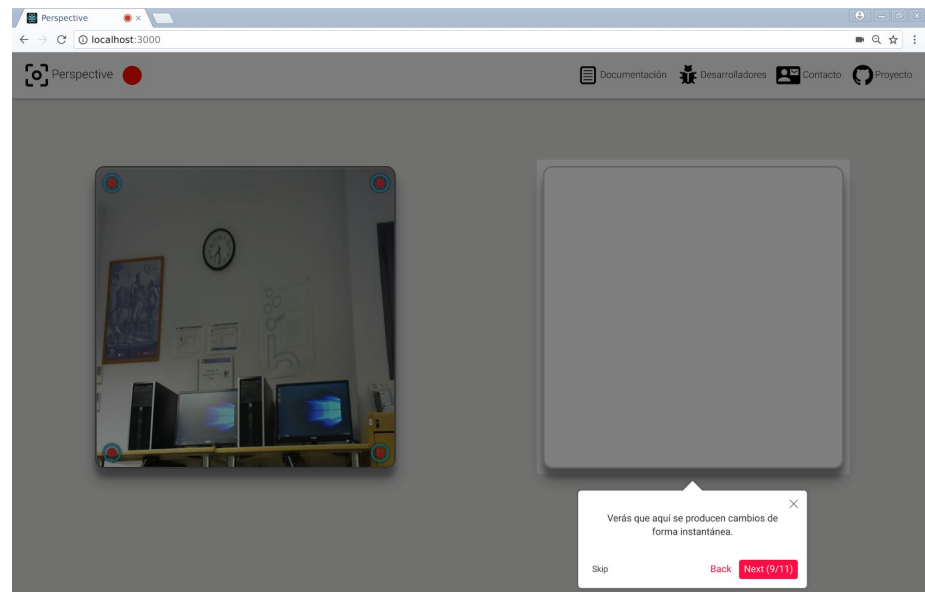 Perspective
localhost:3000
Perspective
Documentación
Desarrolladores
Contacto
Proyecto
Verás que aquí se producen cambios de
forma instantánea.
Skip
Back
Next (9/11)